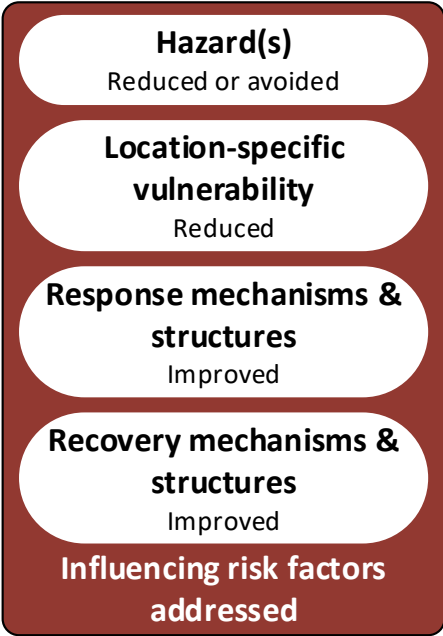 Hazard(s)
Reduced or avoided
Location-specific
vulnerability
Reduced
Response mechanisms &
structures
Improved
Recovery mechanisms &
structures
Improved
Influencing risk factors
addressed